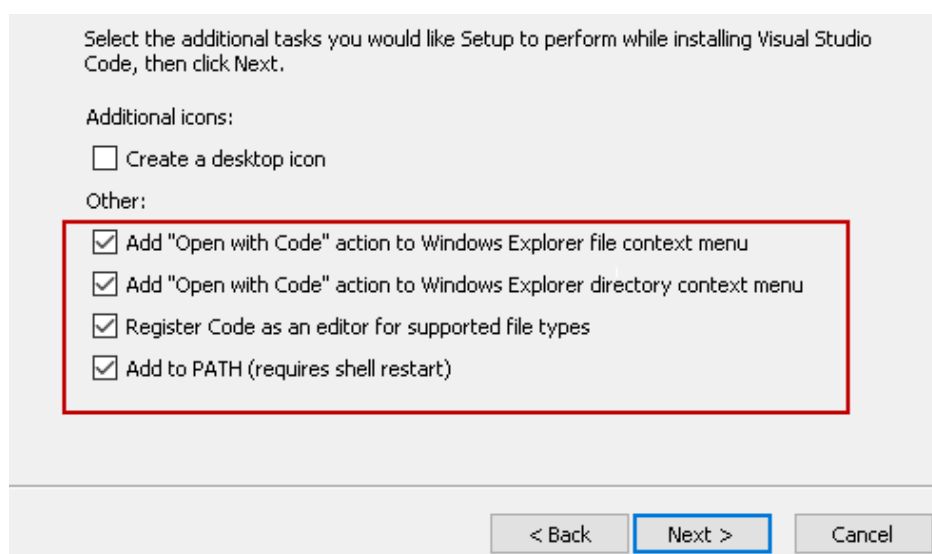 Select the additional tasks you would like Setup to perform while installing Visual Studio
Code, then click Next.
Additional icons:
Create a desktop icon
Other:
Add "Open with Code" action to Windows Explorer file context menu
Add "Open with Code" action to Windows Explorer directory context menu
Register Code as an editor for supported file types
Add to PATH (requires shell restart)
< Back Next > Cancel